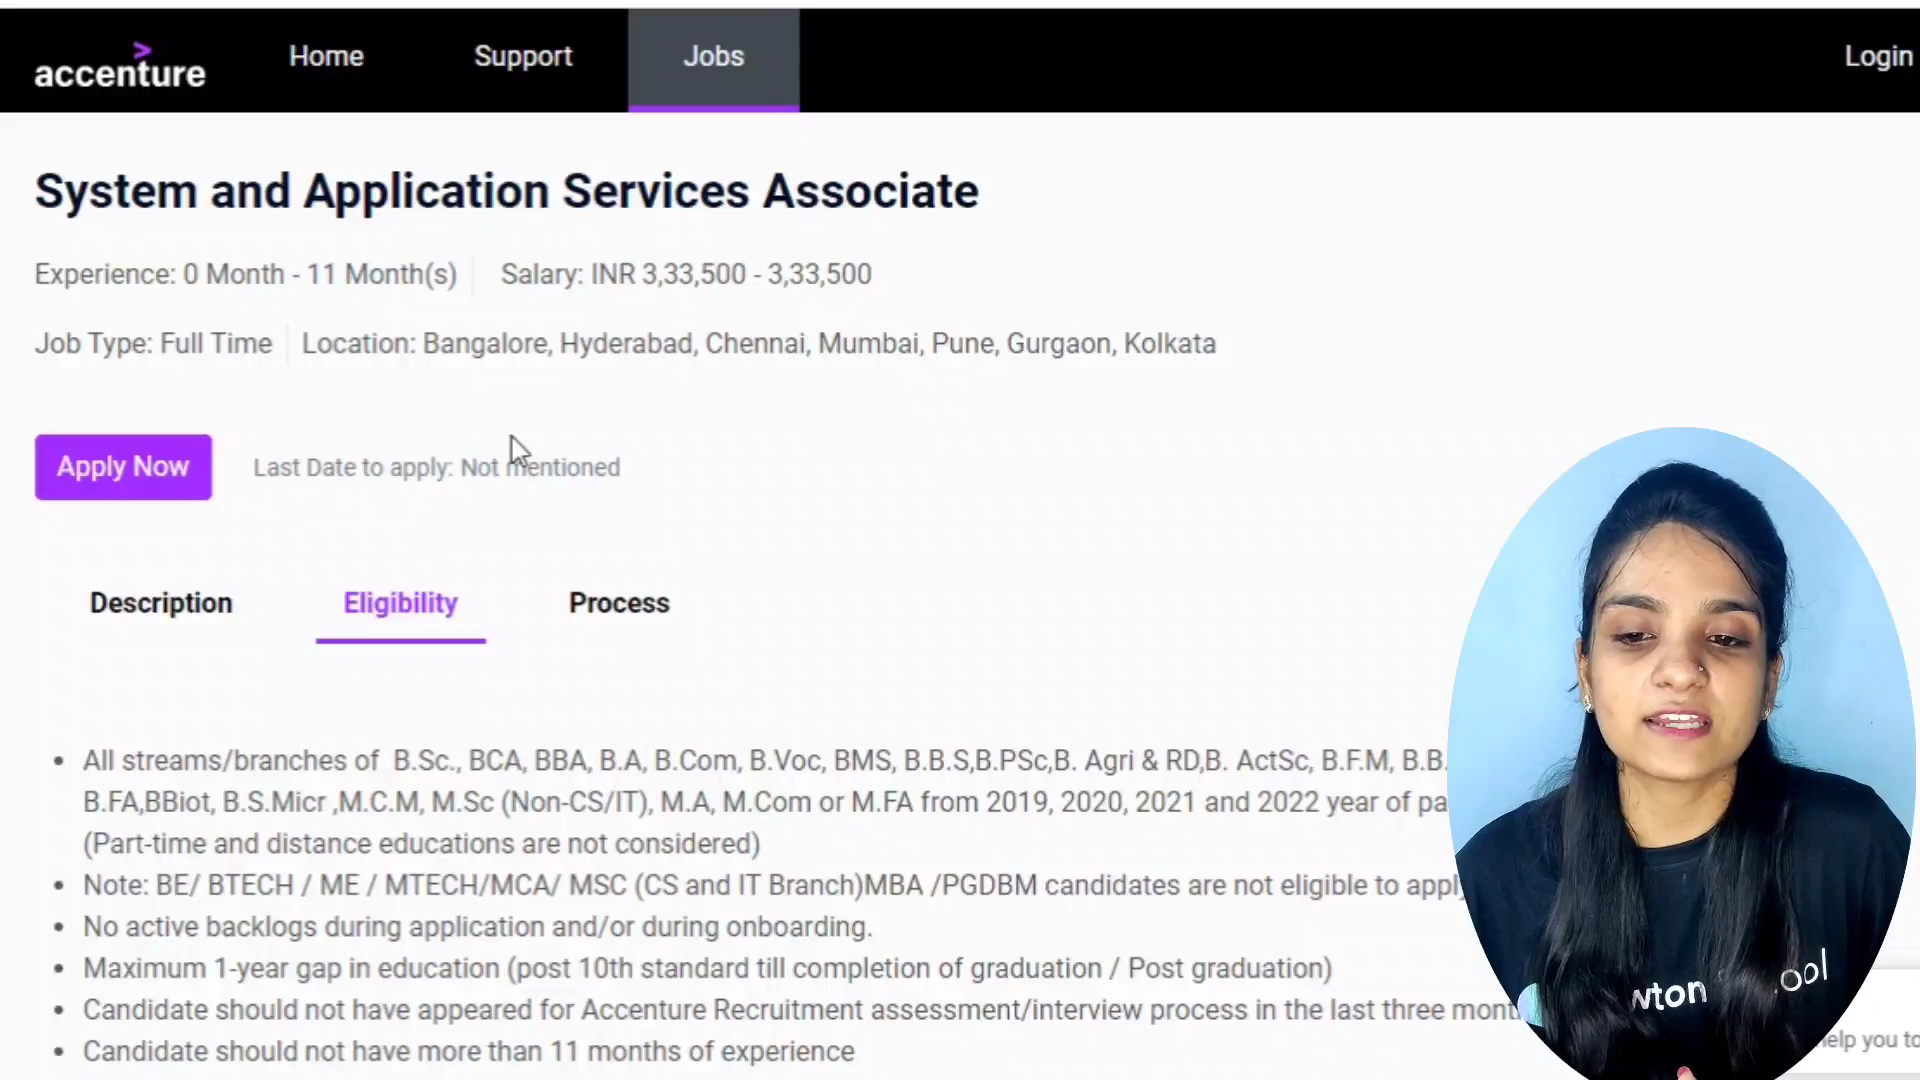 accenture
Home
Support
Jobs
Login
System and Application Services Associate
Experience: 0 Month - 11 Month(s)
Salary: INR 3,33,500 - 3,33,500
Job Type: Full Time
Location: Bangalore, Hyderabad, Chennai, Mumbai, Pune, Gurgaon, Kolkata
Apply Now
Last Date to apply: Not mentioned
Description
Eligibility
Process
• All streams/branches of B.Sc., BCA, BBA, B.A, B.Com, B.Voc, BMS, B.B.S,B.PSc,B. Agri & RD,B. ActSc, B.F.M, B.B.
B.FA,BBiot, B.S.Micr ,M.C.M, M.Sc (Non-CS/IT), M.A, M.Com or M.FA from 2019, 2020, 2021 and 2022 year of pa
(Part-time and distance educations are not considered)
• Note: BE/ BTECH / ME / MTECH/MCA/ MSC (CS and IT Branch)MBA /PGDBM candidates are not eligible to apply
• No active backlogs during application and/or during onboarding.
• Maximum 1-year gap in education (post 10th standard till completion of graduation / Post graduation)
• Candidate should not have appeared for Accenture Recruitment assessment/interview process in the last three mont
• Candidate should not have more than 11 months of experience
wton
ool
help you to